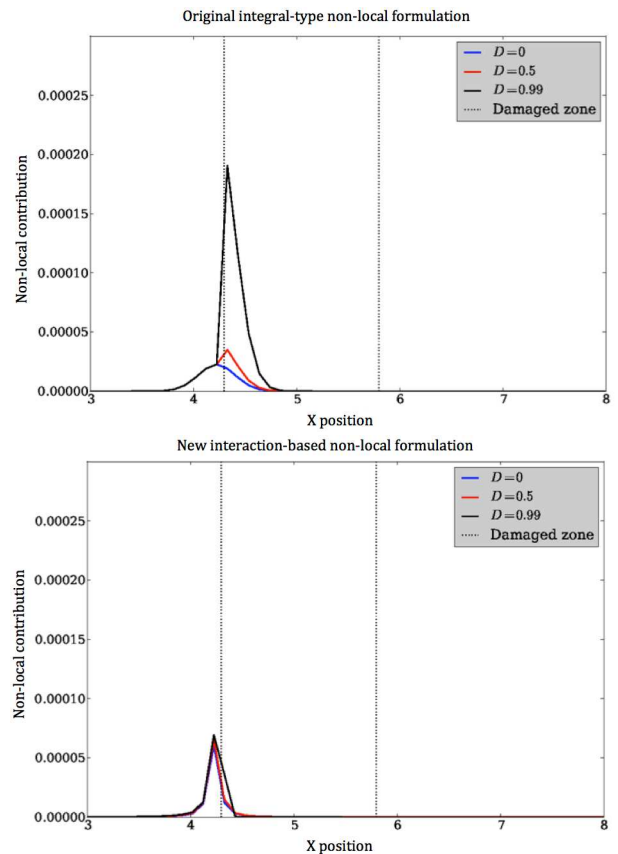 Original integral-type non-local formulation
D=0
D=0.5
D=0.99
Damaged zone
0.00025
0.00020
0.00015
0.00010
0.00005
0.00000
Non-local contribution
3 4 5 6 7 8
X position
New interaction-based non-local formulation
D=0
D=0.5
D=0.99
Damaged zone
0.00025
0.00020
0.00015
0.00010
0.00005
0.00000
Non-local contribution
3 4 5 6 7 8
X position